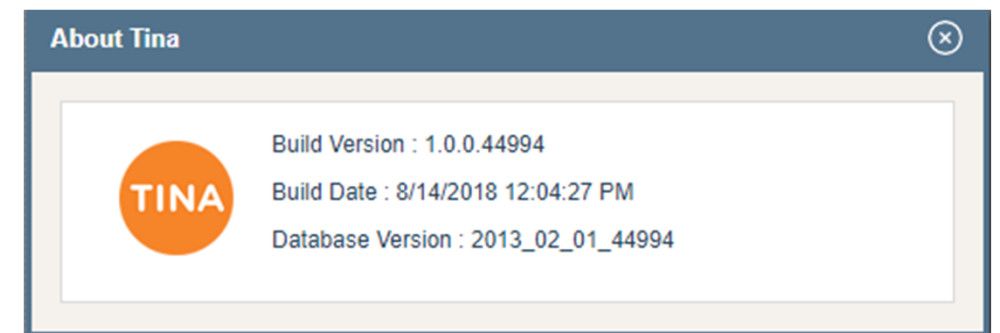 About Tina
TINA
Build Version : 1.0.0.44994
Build Date : 8/14/2018 12:04:27 PM
Database Version : 2013_02_01_44994